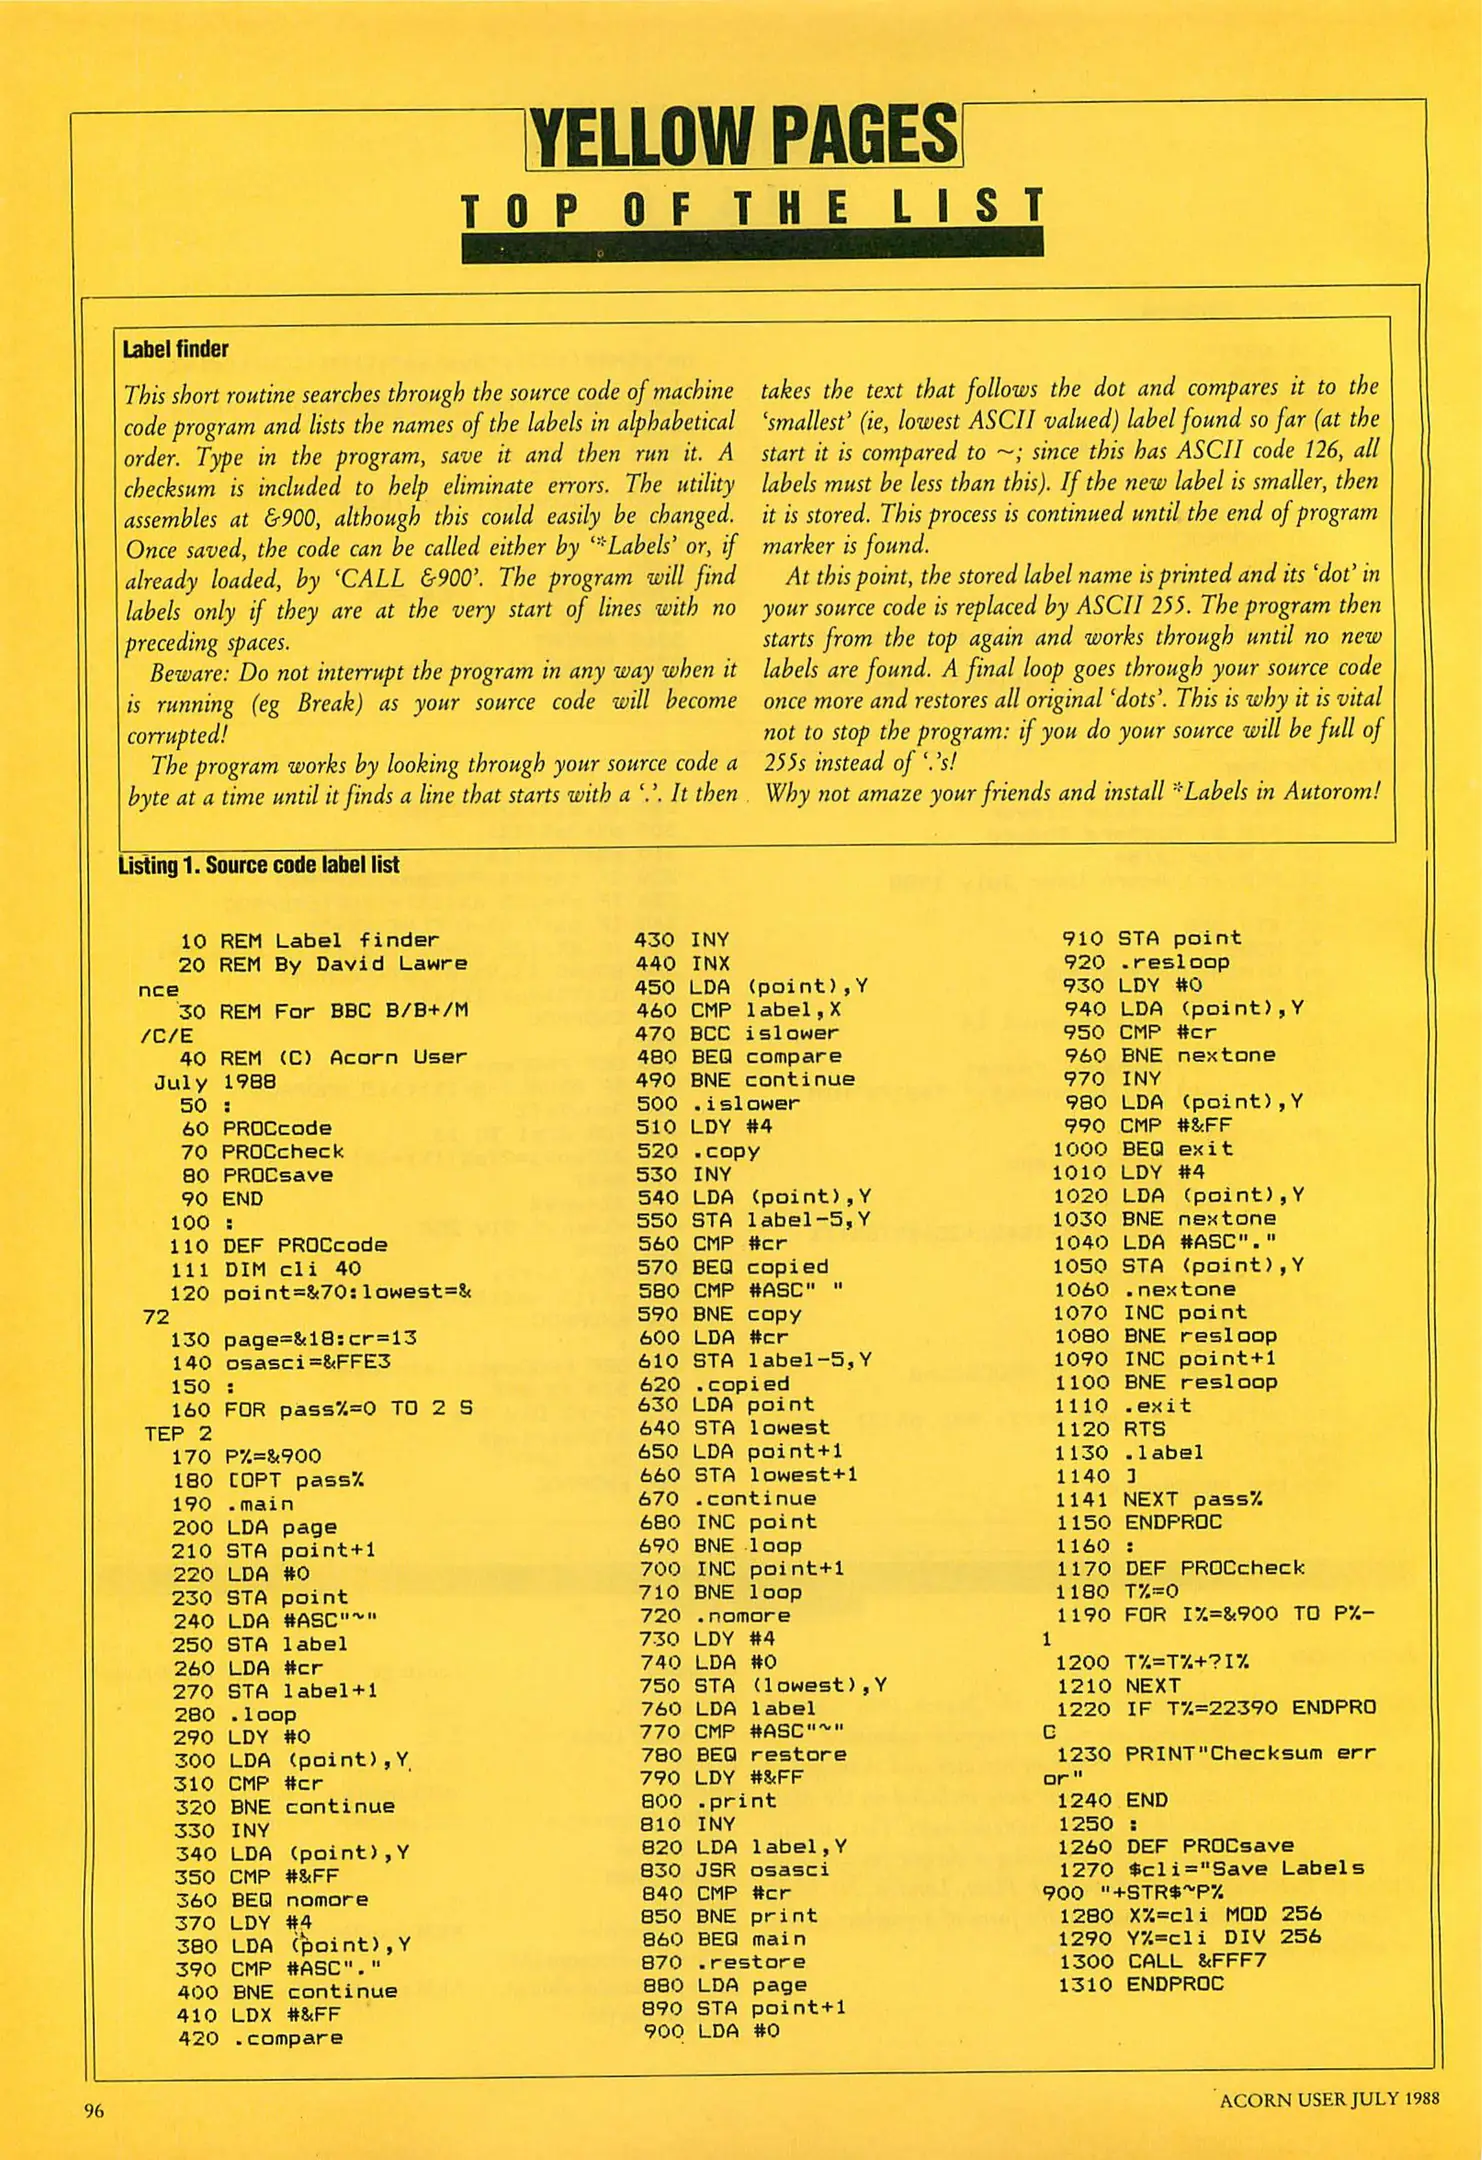 YELLOW PAGES
TOP OF THE LIST
Label finder
This short routine searches through the source code of machine
code program and lists the names of the labels in alphabetical
order. Type in the program, save it and then run it. A
checksum is included to help eliminate errors. The utility
assembles at &900, although this could easily be changed.
Once saved, the code can be called either by '*Labels' or, if
already loaded, by 'CALL &900'. The program will find
labels only if they are at the very start of lines with no
preceding spaces.
Beware: Do not interrupt the program in any way when it
is running (eg Break) as your source code will become
corrupted!
The program works by looking through your source code a
byte at a time until it finds a line that starts with a '.'. It then
takes the text that follows the dot and compares it to the
'smallest' (ie, lowest ASCII valued) label found so far (at the
start it is compared to ~; since this has ASCII code 126, all
labels must be less than this). If the new label is smaller, then
it is stored. This process is continued until the end of program
marker is found.
At this point, the stored label name is printed and its 'dot' in
your source code is replaced by ASCII 255. The program then
starts from the top again and works through until no new
labels are found. A final loop goes through your source code
once more and restores all original 'dots'. This is why it is vital
not to stop the program: if you do your source will be full of
255s instead of '.'s!
Why not amaze your friends and install *Labels in Autorom!
Listing 1. Source code label list
10 REM Label finder
20 REM By David Lawre
nce
30 REM For BBC B/B+/M
/C/E
40 REM (C) Acorn User
July 1988
50 :
60 PROCcode
70 PROCcheck
80 PROCsave
90 END
100 :
110 DEF PROCcode
111 DIM cli 40
120 point=&70:lowest=&
72
130 page=&18:cr=13
140 osasci=&FFE3
150 :
160 FOR pass%=0 TO 2 S
TEP 2
170 P%=&900
180 [OPT pass%
190 .main
200 LDA page
210 STA point+1
220 LDA #0
230 STA point
240 LDA #ASC"~"
250 STA label
260 LDA #cr
270 STA label+1
280 .loop
290 LDY #0
300 LDA (point),Y
310 CMP #cr
320 BNE continue
330 INY
340 LDA (point),Y
350 CMP #&FF
360 BEQ nomore
370 LDY #4
380 LDA (point),Y
390 CMP #ASC"."
400 BNE continue
410 LDX #&FF
420 .compare
430 INY
440 INX
450 LDA (point),Y
460 CMP label,X
470 BCC islower
480 BEQ compare
490 BNE continue
500 .islower
510 LDY #4
520 .copy
530 INY
540 LDA (point),Y
550 STA label-5,Y
560 CMP #cr
570 BEQ copied
580 CMP #ASC" "
590 BNE copy
600 LDA #cr
610 STA label-5,Y
620 .copied
630 LDA point
640 STA lowest
650 LDA point+1
660 STA lowest+1
670 .continue
680 INC point
690 BNE loop
700 INC point+1
710 BNE loop
720 .nomore
730 LDY #4
740 LDA #0
750 STA (lowest),Y
760 LDA label
770 CMP #ASC"~"
780 BEQ restore
790 LDY #&FF
800 .print
810 INY
820 LDA label,Y
830 JSR osasci
840 CMP #cr
850 BNE print
860 BEQ main
870 .restore
880 LDA page
890 STA point+1
900 LDA #0
910 STA point
920 .resloop
930 LDY #0
940 LDA (point),Y
950 CMP #cr
960 BNE nextone
970 INY
980 LDA (point),Y
990 CMP #&FF
1000 BEQ exit
1010 LDY #4
1020 LDA (point),Y
1030 BNE nextone
1040 LDA #ASC"."
1050 STA (point),Y
1060 .nextone
1070 INC point
1080 BNE resloop
1090 INC point+1
1100 BNE resloop
1110 .exit
1120 RTS
1130 .label
1140 ]
1141 NEXT pass%
1150 ENDPROC
1160 :
1170 DEF PROCcheck
1180 T%=0
1190 FOR I%=&900 TO P%-
1
1200 T%=T%+?I%
1210 NEXT
1220 IF T%=22390 ENDPRO
C
1230 PRINT"Checksum err
or"
1240 END
1250 :
1260 DEF PROCsave
1270 $cli="Save Labels
900 "+STR$~P%
1280 X%=cli MOD 256
1290 Y%=cli DIV 256
1300 CALL &FFF7
1310 ENDPROC
96
ACORN USER JULY 1988